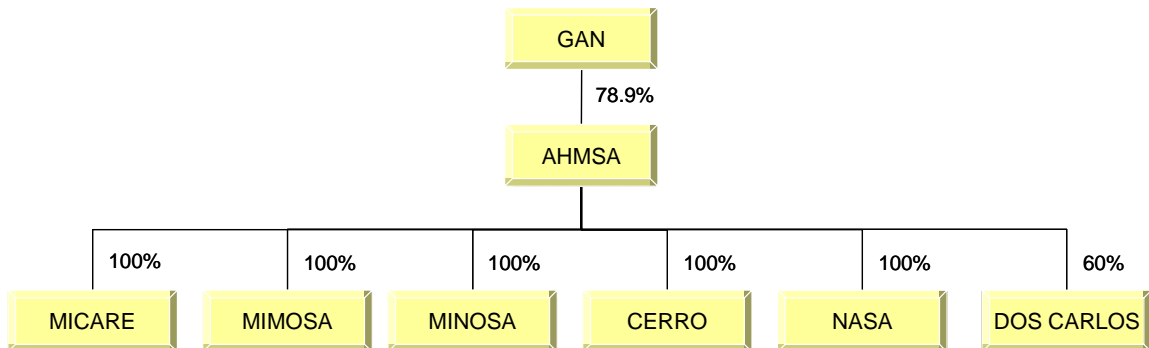 GAN
78.9%
AHMSA
100%
100%
100%
100%
100%
60%
MICARE
MIMOSA
MINOSA
CERRO
NASA
DOS CARLOS